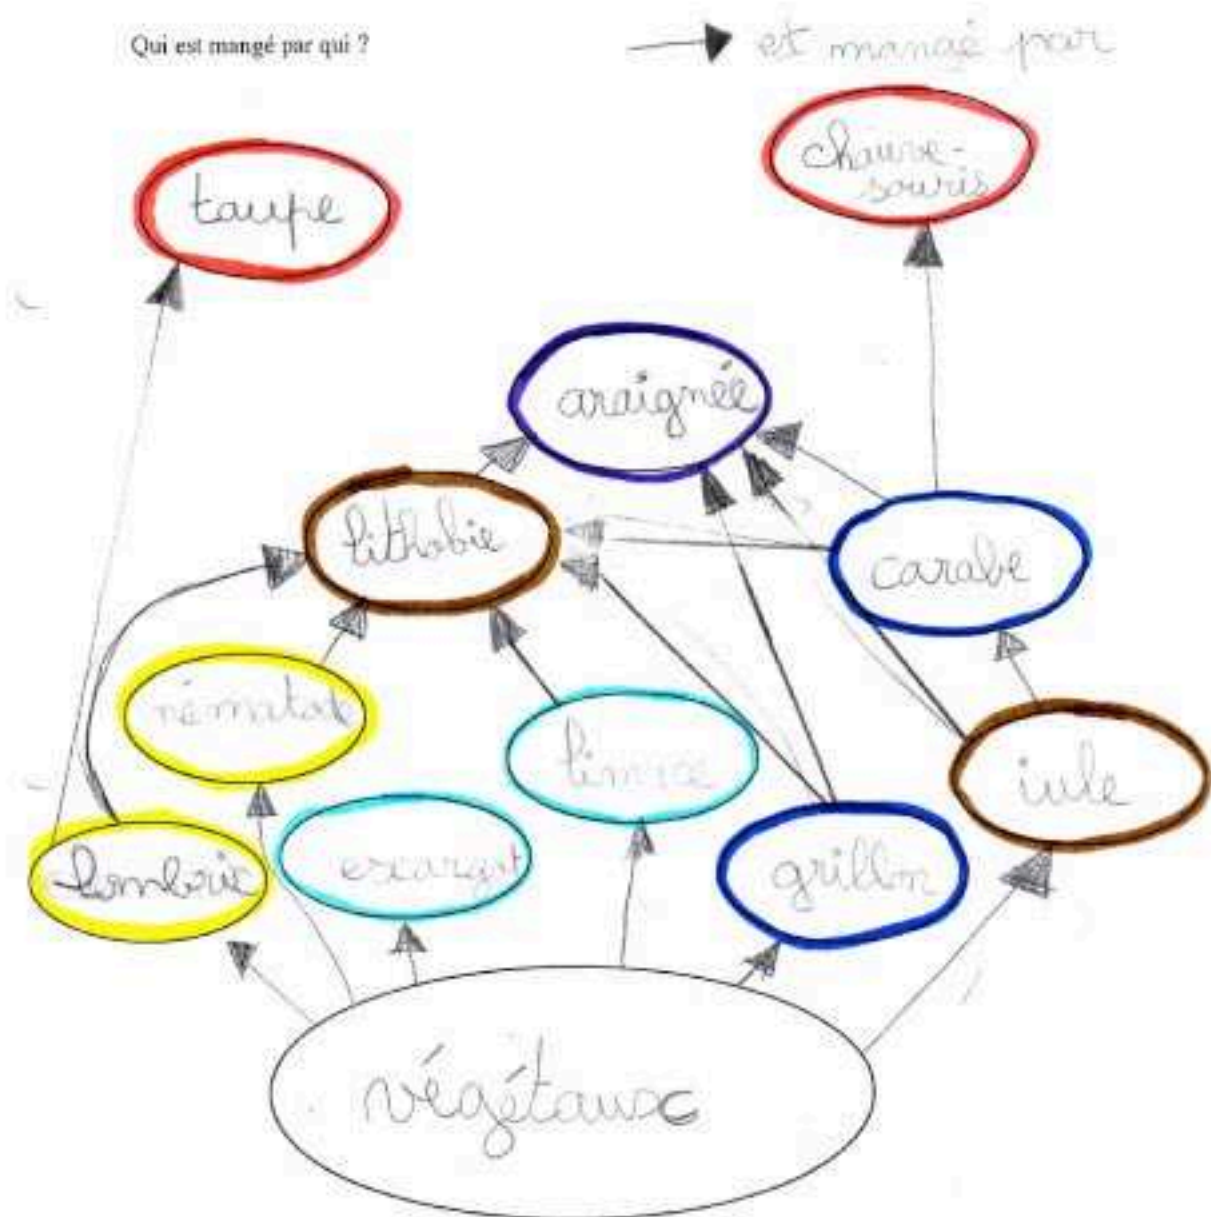 Qui est mangé par qui ?
et mangé par
chauve-
souris
taupe
araignée
lithobie
carabe
nématode
limace
iule
escargot
grillon
lombric
végétaux